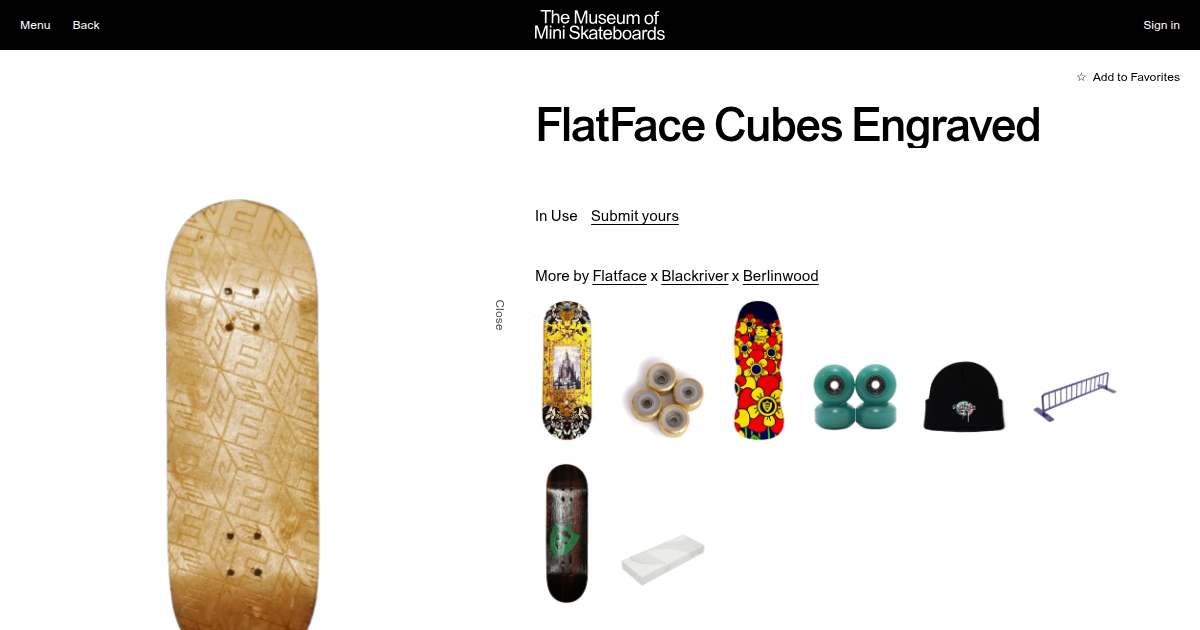 Menu Back
The Museum of
Mini Skateboards
Sign in
☆ Add to Favorites
FlatFace Cubes Engraved
In Use Submit yours
More by Flatface x Blackriver x Berlinwood
Close